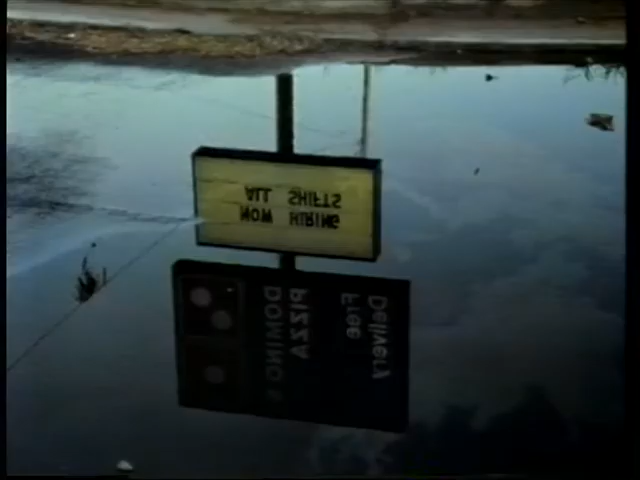 DOMINO'S
PIZZA
Free
Delivery
NOW HIRING
ALL SHIFTS